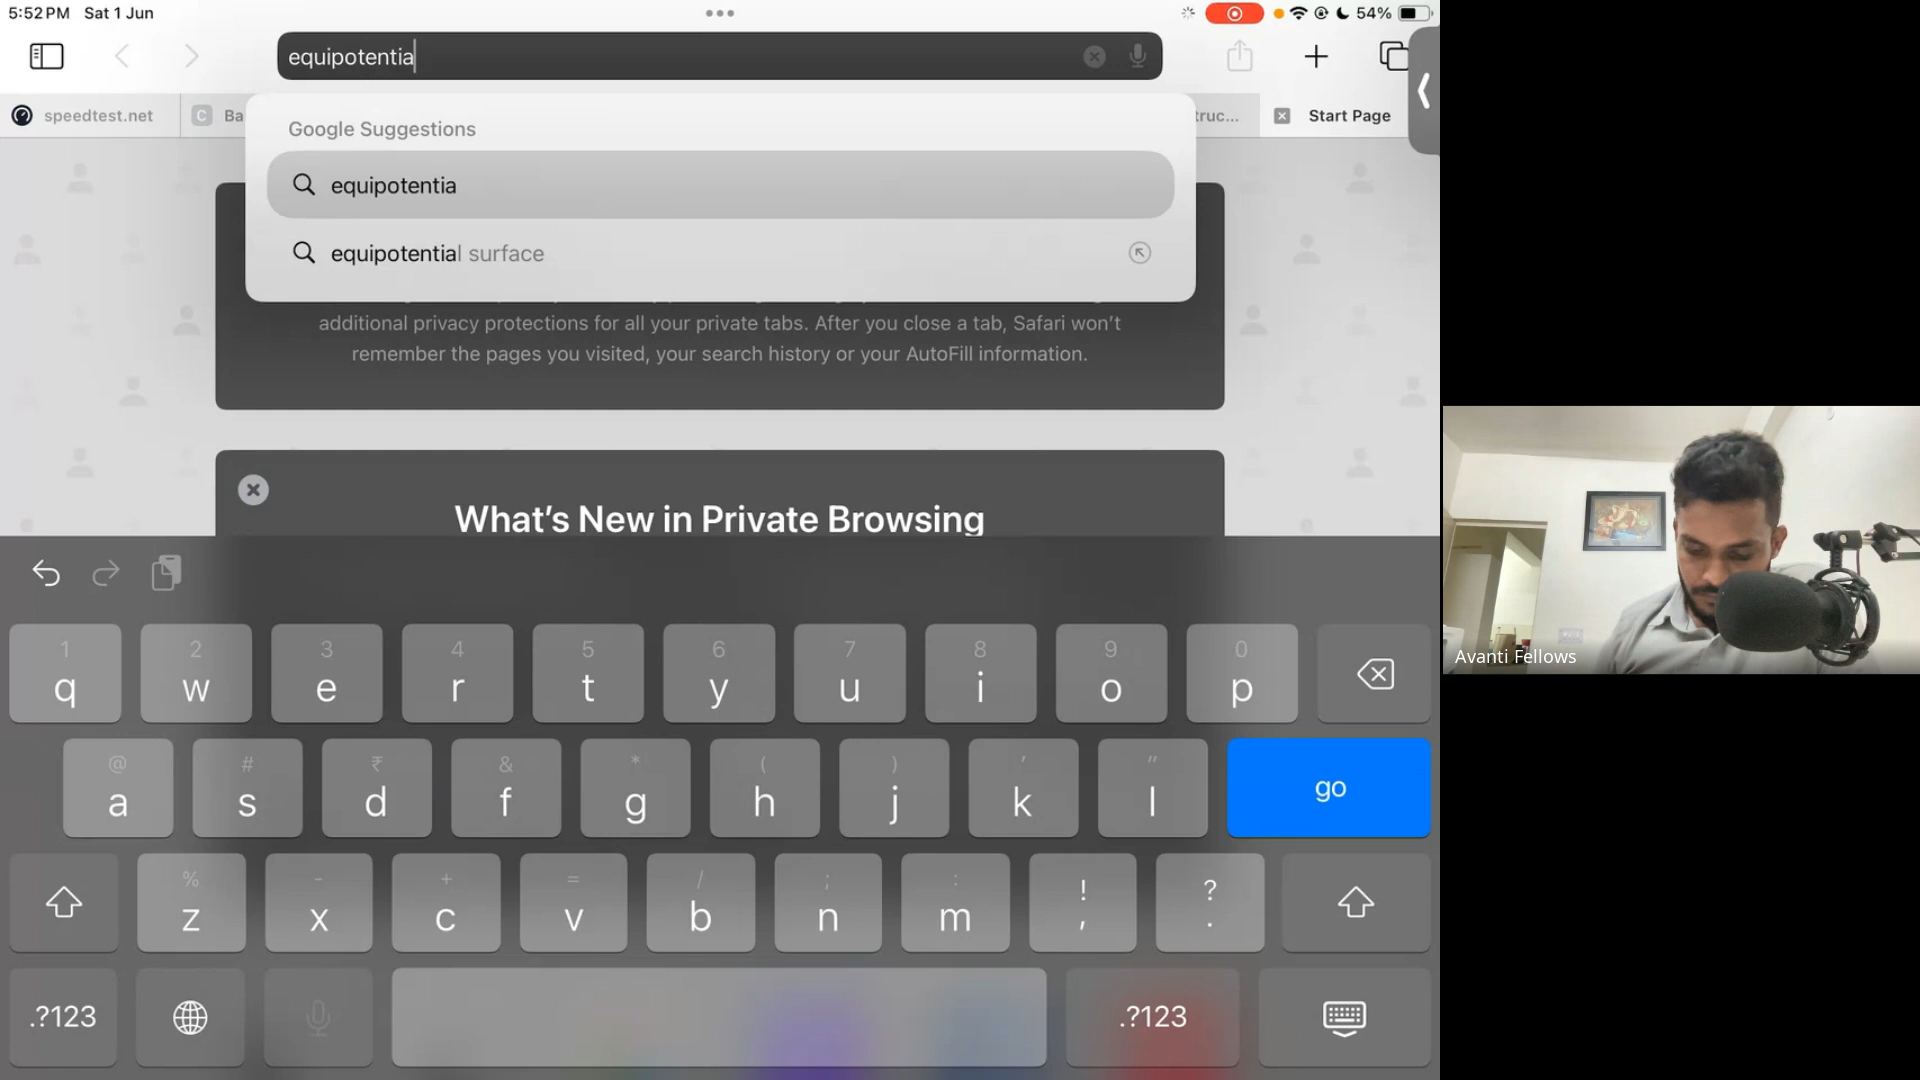 5:52 PM Sat 1 Jun
54%
equipotentia
speedtest.net
C Ba
truc...
Start Page
Google Suggestions
equipotentia
equipotential surface
additional privacy protections for all your private tabs. After you close a tab, Safari won’t
remember the pages you visited, your search history or your AutoFill information.
What’s New in Private Browsing
1 2 3 4 5 6 7 8 9 0
q w e r t y u i o p
@ # ₹ & * ( ) ' "
a s d f g h j k l go
% - + = / ; : ! ?
z x c v b n m , .
.?123 .?123
Avanti Fellows